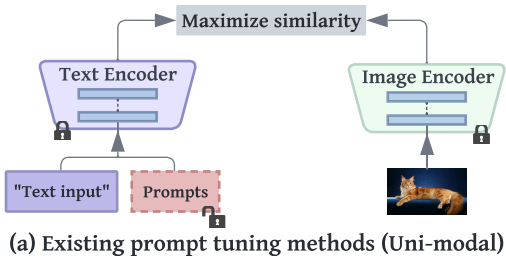 Maximize similarity
Text Encoder
Image Encoder
"Text input"
Prompts
(a) Existing prompt tuning methods (Uni-modal)